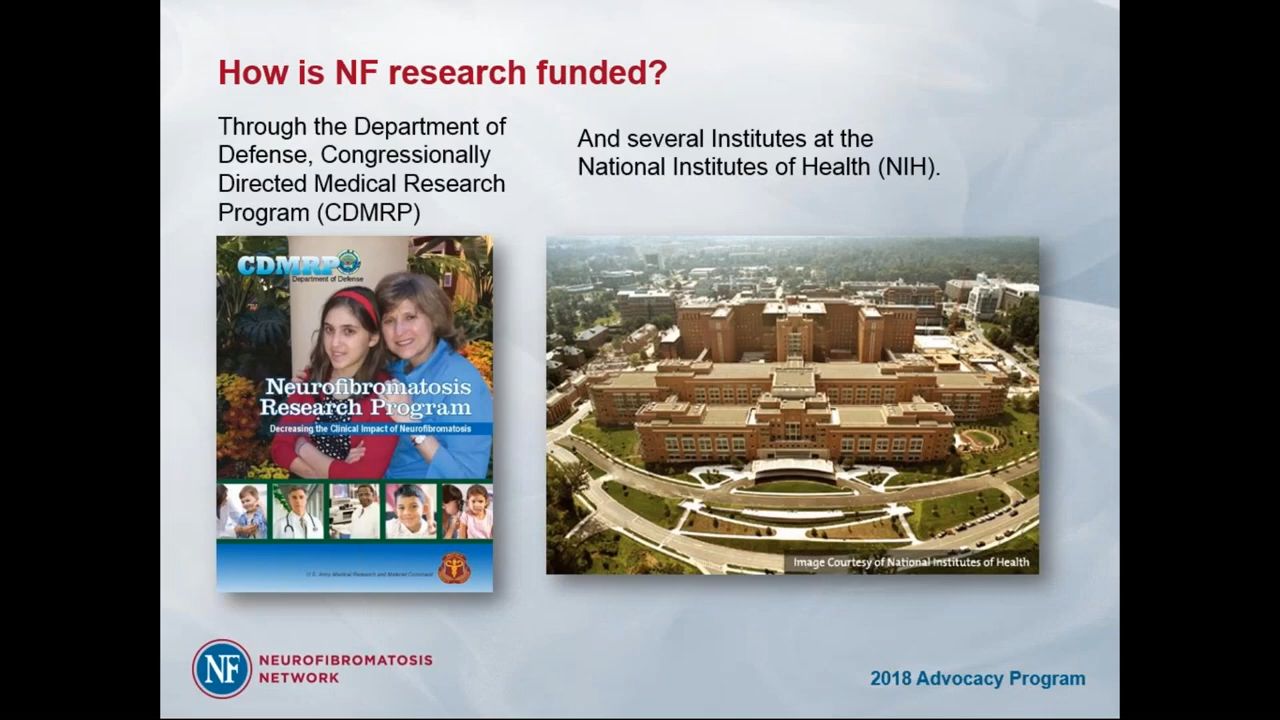 How is NF research funded?
Through the Department of
Defense, Congressionally
Directed Medical Research
Program (CDMRP)
And several Institutes at the
National Institutes of Health (NIH).
CDMRP
Department of Defense
Neurofibromatosis
Research Program
Decreasing the Clinical Impact of Neurofibromatosis
U.S. Army Medical Research and Materiel Command
Image Courtesy of National Institutes of Health
NF
NEUROFIBROMATOSIS
NETWORK
2018 Advocacy Program